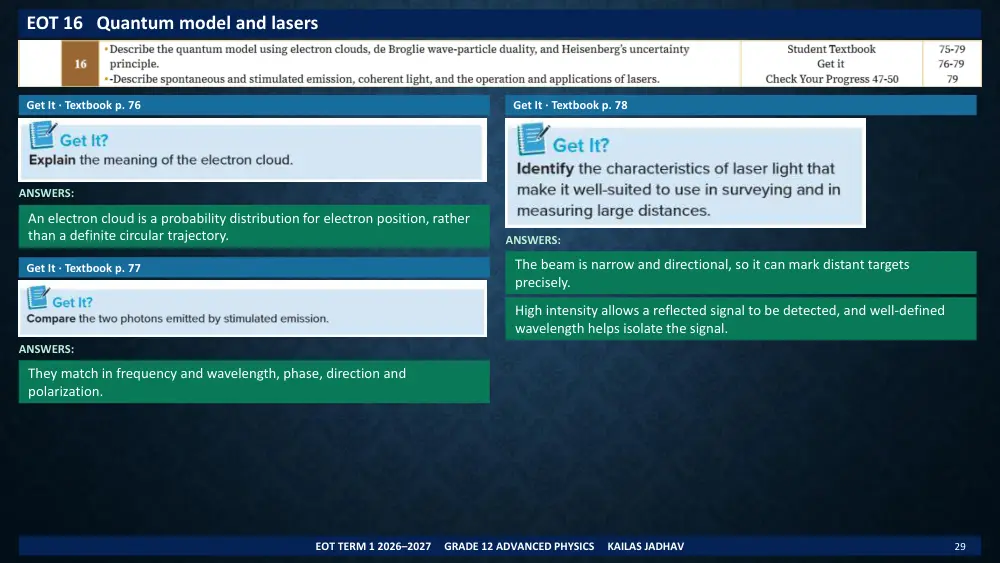 EOT 16 Quantum model and lasers
16
•Describe the quantum model using electron clouds, de Broglie wave-particle duality, and Heisenberg's uncertainty
principle.
•-Describe spontaneous and stimulated emission, coherent light, and the operation and applications of lasers.
Student Textbook
Get it
Check Your Progress 47-50
75-79
76-79
79
Get It · Textbook p. 76
Get It?
Explain the meaning of the electron cloud.
ANSWERS:
An electron cloud is a probability distribution for electron position, rather
than a definite circular trajectory.
Get It · Textbook p. 77
Get It?
Compare the two photons emitted by stimulated emission.
ANSWERS:
They match in frequency and wavelength, phase, direction and
polarization.
Get It · Textbook p. 78
Get It?
Identify the characteristics of laser light that
make it well-suited to use in surveying and in
measuring large distances.
ANSWERS:
The beam is narrow and directional, so it can mark distant targets
precisely.
High intensity allows a reflected signal to be detected, and well-defined
wavelength helps isolate the signal.
EOT TERM 1 2026–2027 GRADE 12 ADVANCED PHYSICS KAILAS JADHAV
29